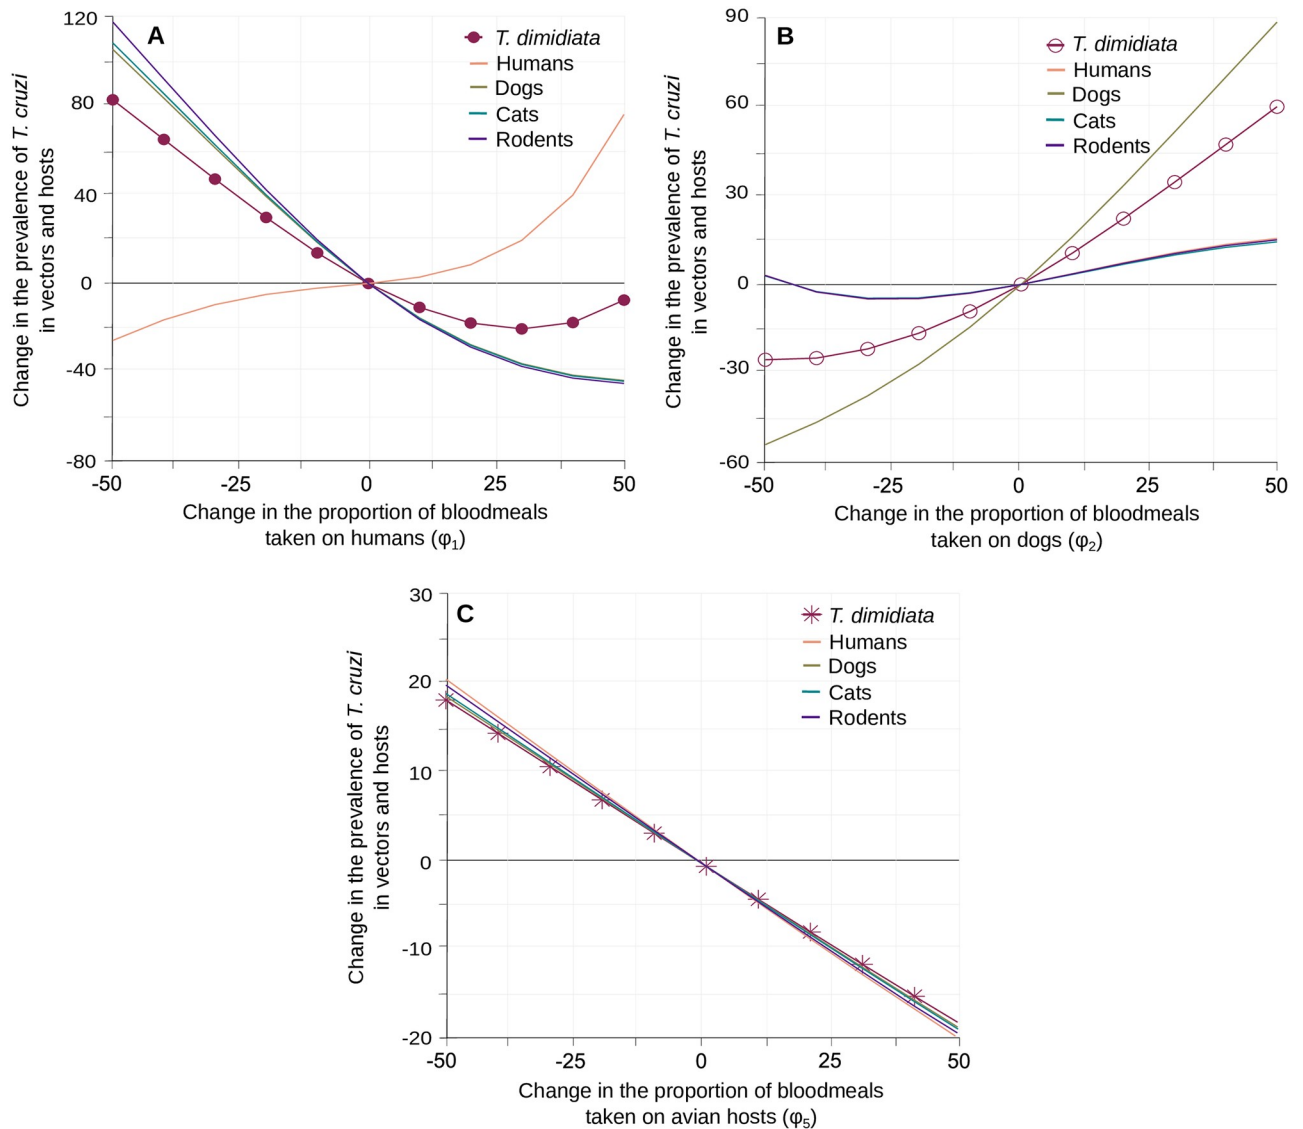 A
T. dimidiata
Humans
Dogs
Cats
Rodents
120
80
40
0
-40
-80
-50
-25
0
25
50
Change in the prevalence of T. cruzi
in vectors and hosts
Change in the proportion of bloodmeals
taken on humans (φ1)
B
T. dimidiata
Humans
Dogs
Cats
Rodents
90
60
30
0
-30
-60
-50
-25
0
25
50
Change in the prevalence of T. cruzi
in vectors and hosts
Change in the proportion of bloodmeals
taken on dogs (φ2)
C
T. dimidiata
Humans
Dogs
Cats
Rodents
30
20
10
0
-10
-20
-50
-25
0
25
50
Change in the prevalence of T. cruzi
in vectors and hosts
Change in the proportion of bloodmeals
taken on avian hosts (φ5)